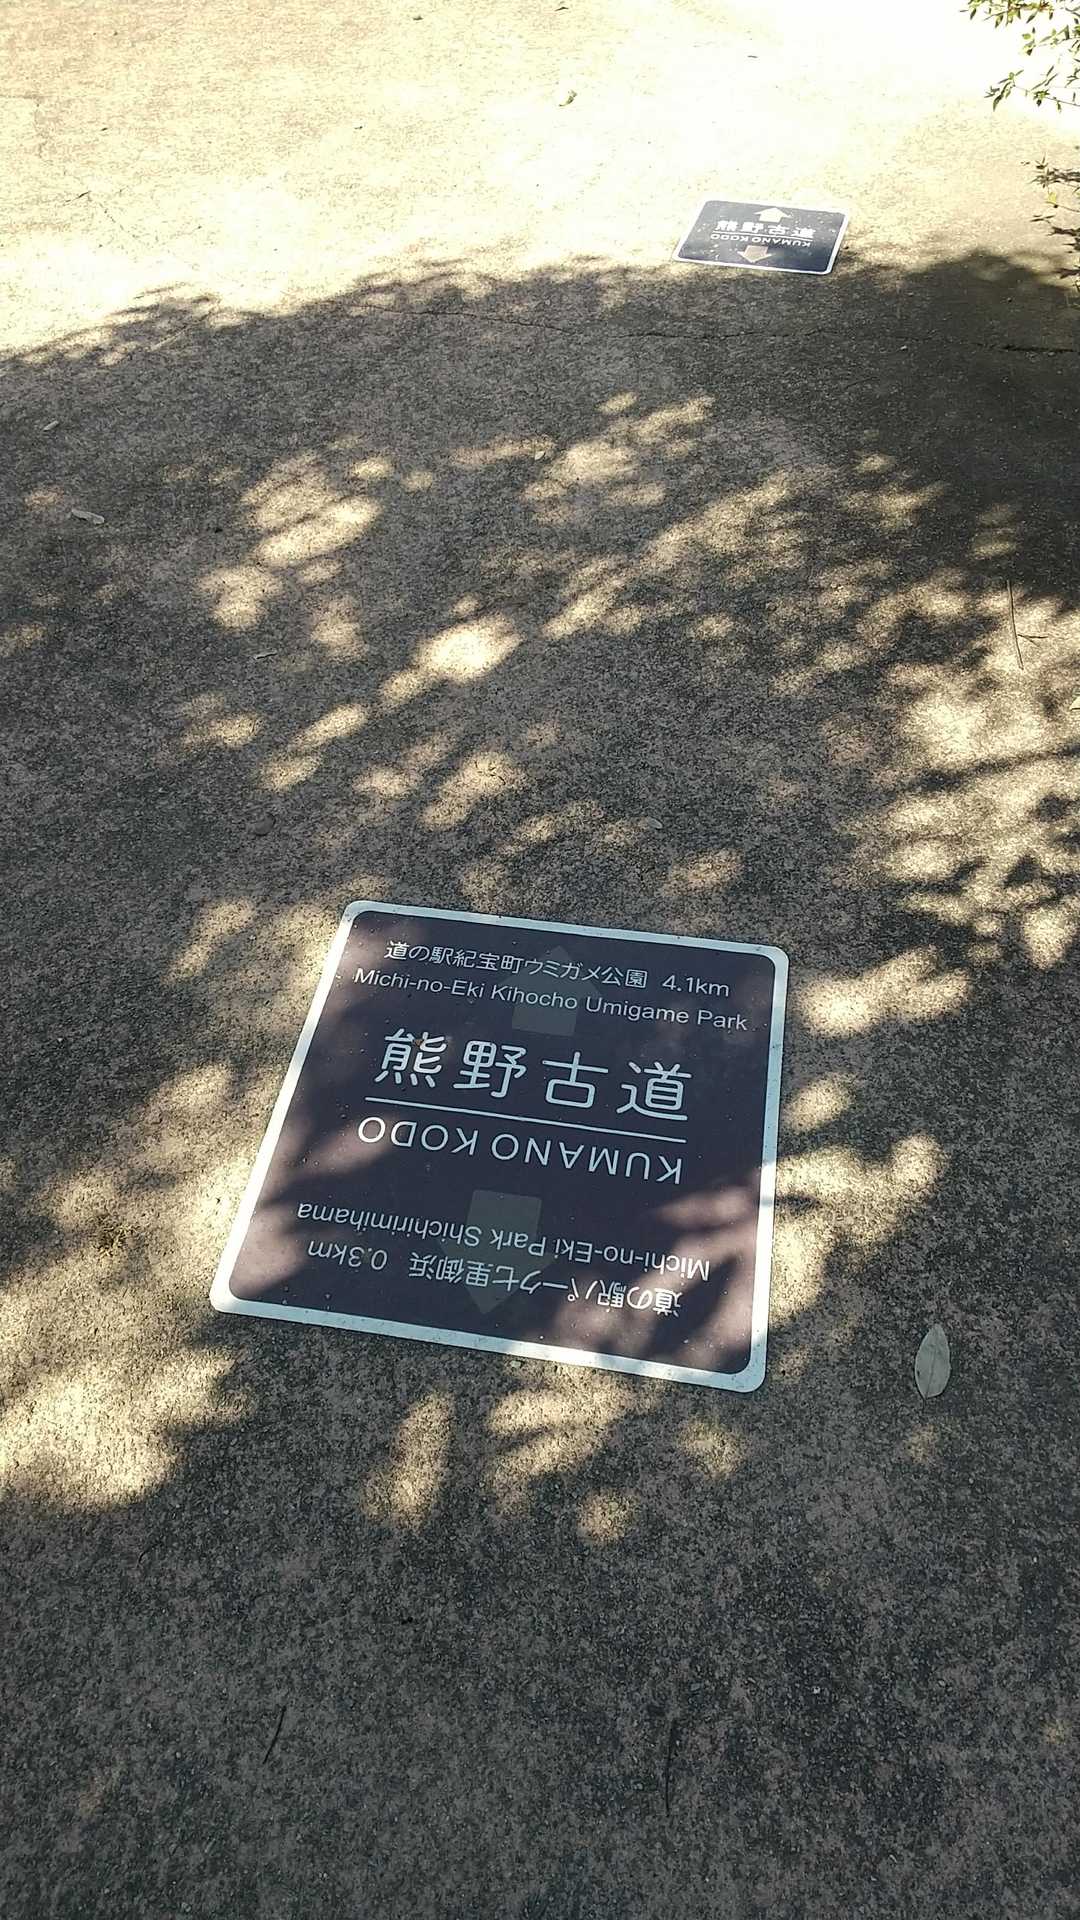 熊野古道
KUMANO KODO
道の駅紀宝町ウミガメ公園 4.1km
Michi-no-Eki Kihocho Umigame Park
熊野古道
KUMANO KODO
Michi-no-Eki Park Shichirimihama
道の駅パーク七里御浜 0.3km